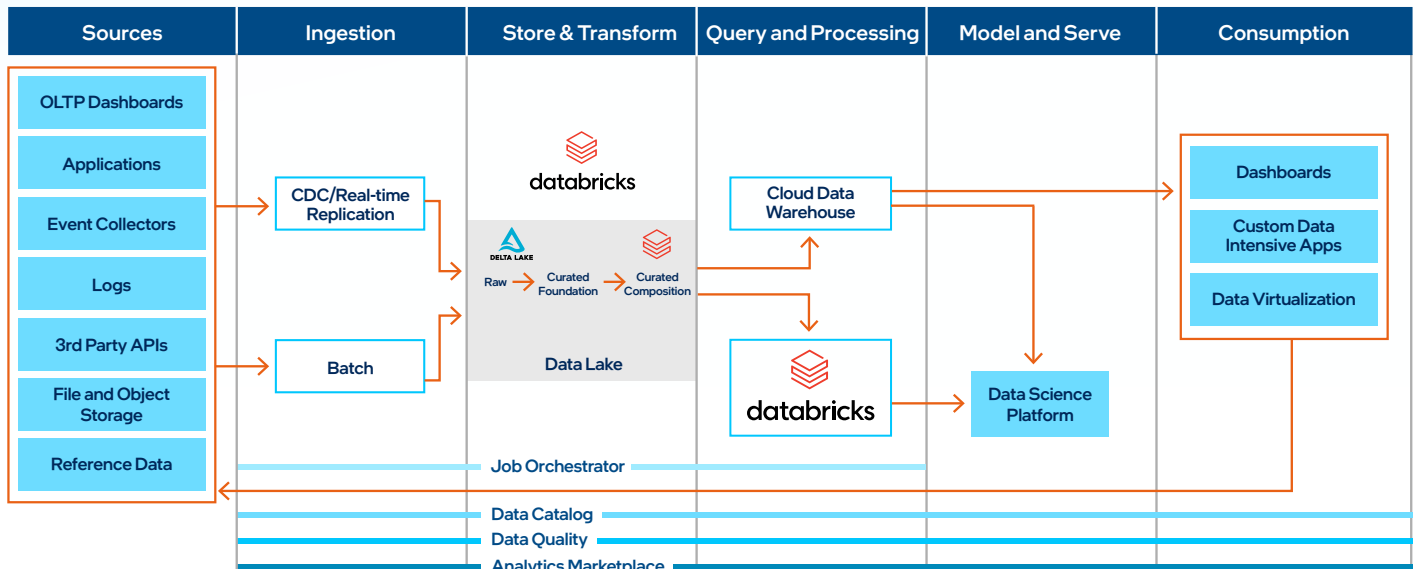 Sources
Ingestion
Store & Transform
Query and Processing
Model and Serve
Consumption
OLTP Dashboards
Applications
Event Collectors
Logs
3rd Party APIs
File and Object
Storage
Reference Data
CDC/Real-time
Replication
Batch
databricks
DELTA LAKE
Raw
Curated
Foundation
Curated
Composition
Data Lake
Cloud Data
Warehouse
databricks
Data Science
Platform
Dashboards
Custom Data
Intensive Apps
Data Virtualization
Job Orchestrator
Data Catalog
Data Quality
Analytics Marketplace